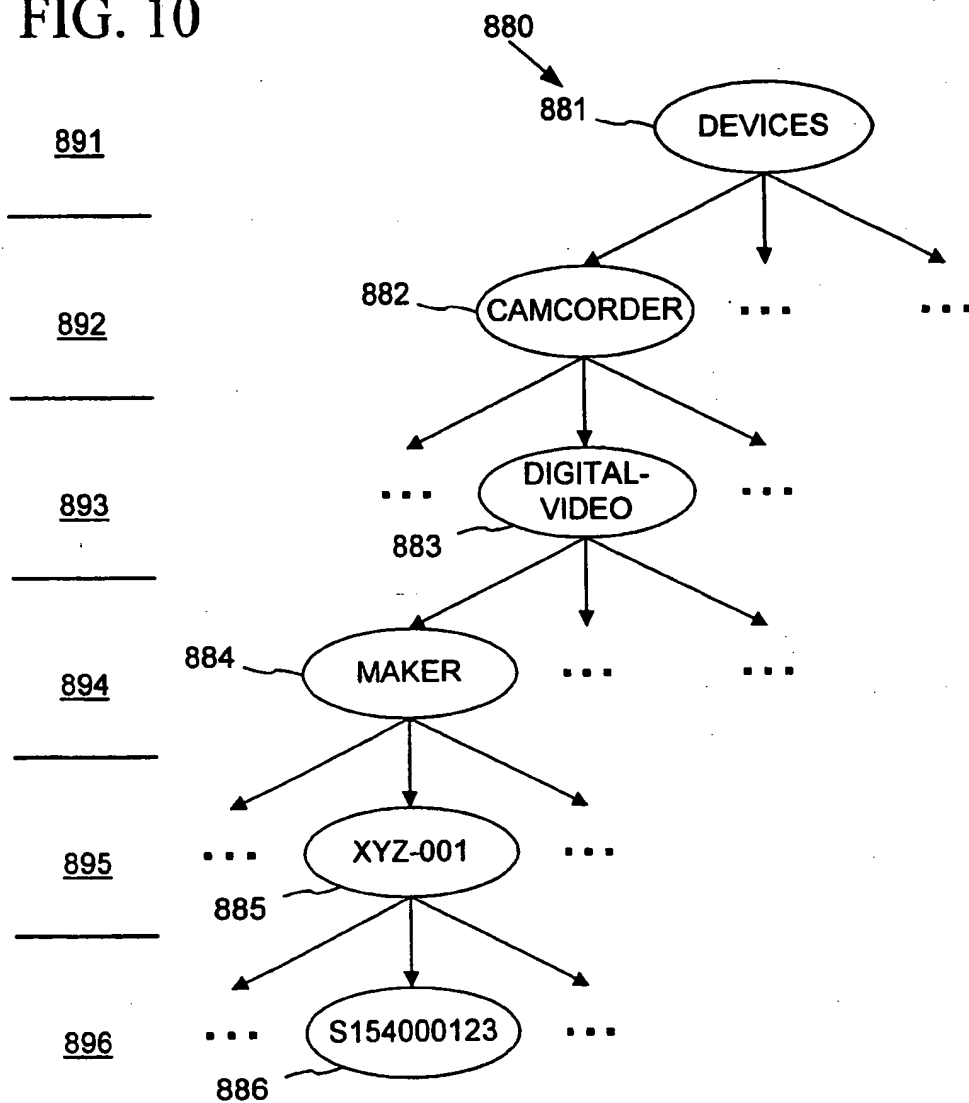 FIG. 10
880
881
DEVICES
891
882
CAMCORDER
... ...
892
...
DIGITAL-
VIDEO
...
893
883
884
MAKER
... ...
894
...
XYZ-001
...
895
885
...
S154000123
...
896
886